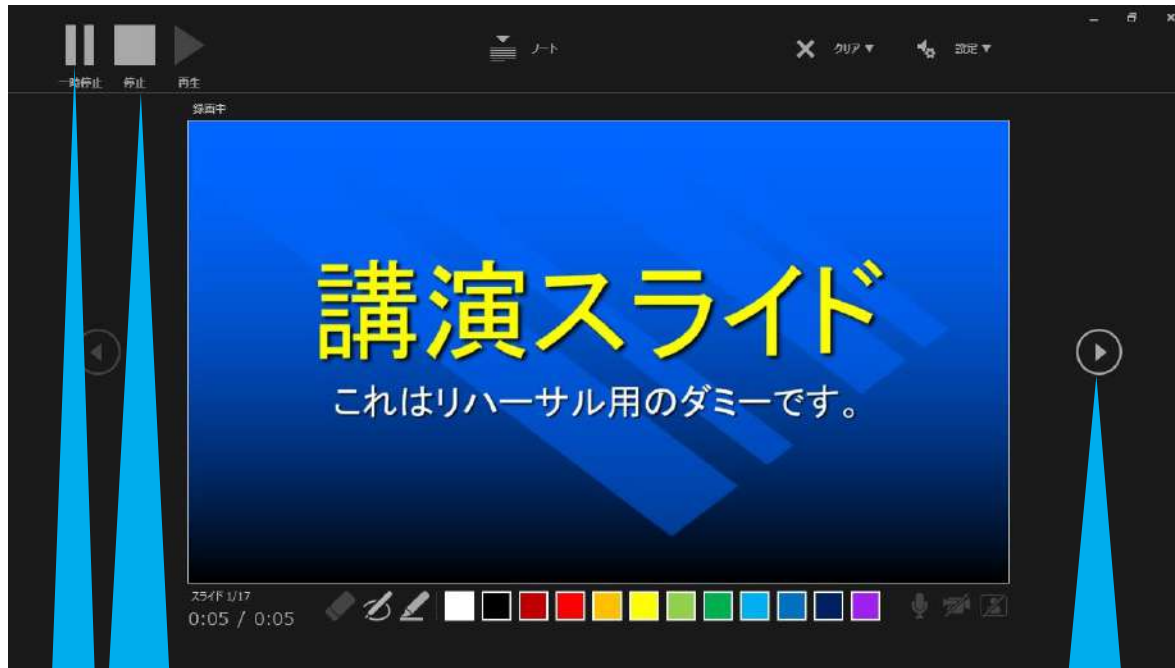 一時停止 停止 再生
ノート
クリア ▼ 設定 ▼
録画中
講演スライド
これはリハーサル用のダミーです。
スライド 1/17
0:05 / 0:05